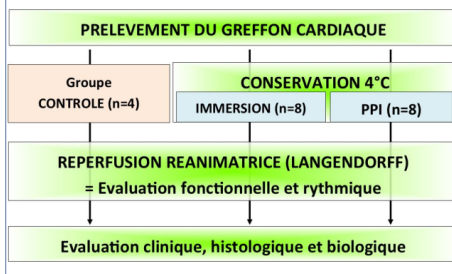 PRELEVEMENT DU GREFFON CARDIAQUE
Groupe
CONTROLE (n=4)
CONSERVATION 4°C
IMMERSION (n=8)
PPI (n=8)
REPERFUSION REANIMATRICE (LANGENDORFF)
= Evaluation fonctionnelle et rythmique
Evaluation clinique, histologique et biologique